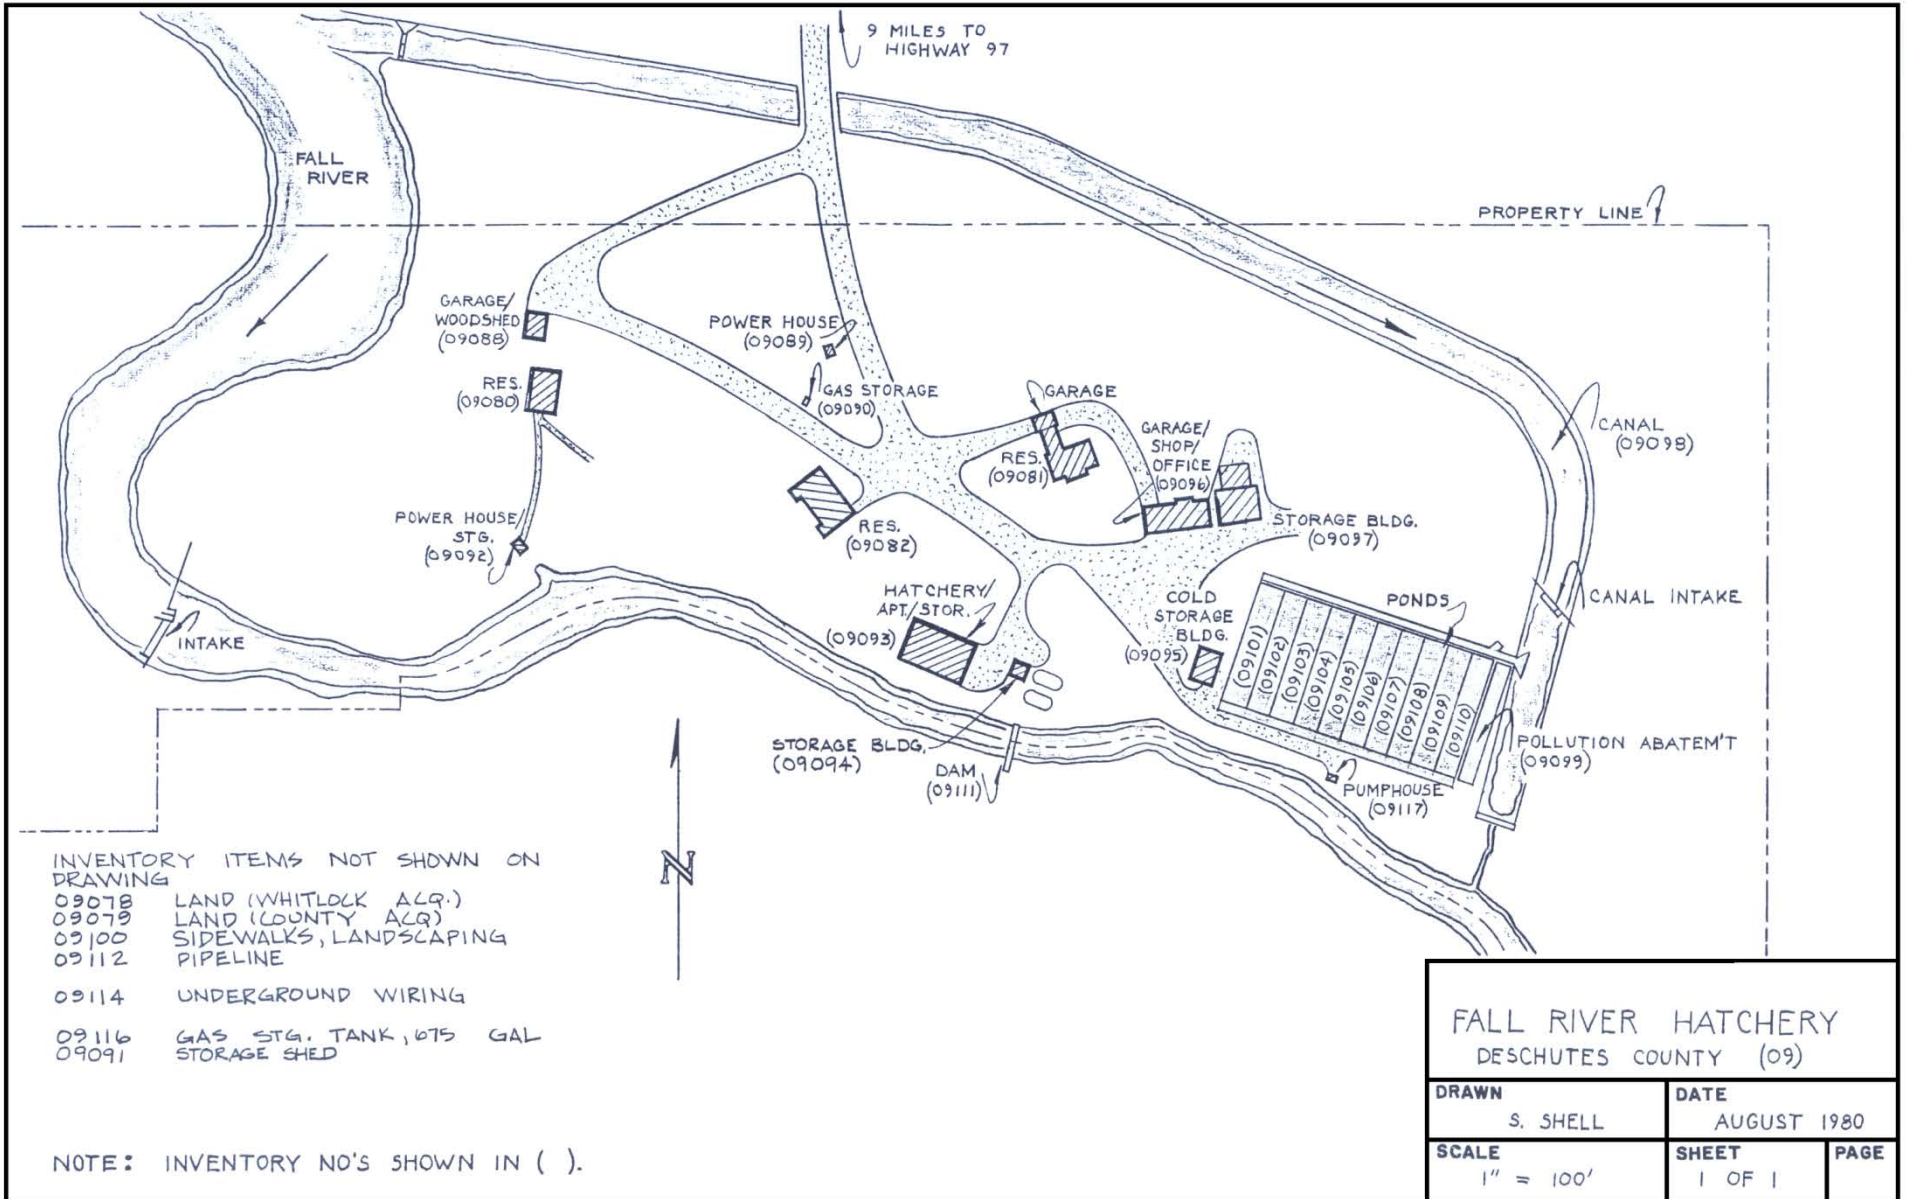 9 MILES TO
HIGHWAY 97
FALL
RIVER
PROPERTY LINE
GARAGE/
WOODSHED
(09088)
POWER HOUSE
(09089)
RES.
(09080)
GAS STORAGE
(09090)
GARAGE
GARAGE/
SHOP/
OFFICE
(09096)
RES.
(09081)
CANAL
(09098)
POWER HOUSE
STG.
(09092)
RES.
(09082)
STORAGE BLDG.
(09097)
HATCHERY/
APT./STOR.
(09093)
COLD
STORAGE
BLDG.
(09095)
PONDS
CANAL INTAKE
INTAKE
(09101)
(09102)
(09103)
(09104)
(09105)
(09106)
(09107)
(09108)
(09109)
(09110)
STORAGE BLDG.
(09094)
DAM
(09111)
POLLUTION ABATEM'T
(09099)
PUMPHOUSE
(09117)
N
INVENTORY ITEMS NOT SHOWN ON
DRAWING
09078 LAND (WHITLOCK ACQ.)
09079 LAND (COUNTY ACQ)
09100 SIDEWALKS, LANDSCAPING
09112 PIPELINE
09114 UNDERGROUND WIRING
09116 GAS STG. TANK, 675 GAL
09091 STORAGE SHED
NOTE: INVENTORY NO'S SHOWN IN ( ).
FALL RIVER HATCHERY
DESCHUTES COUNTY (09)
DRAWN
S. SHELL
DATE
AUGUST 1980
SCALE
1" = 100'
SHEET
1 OF 1
PAGE